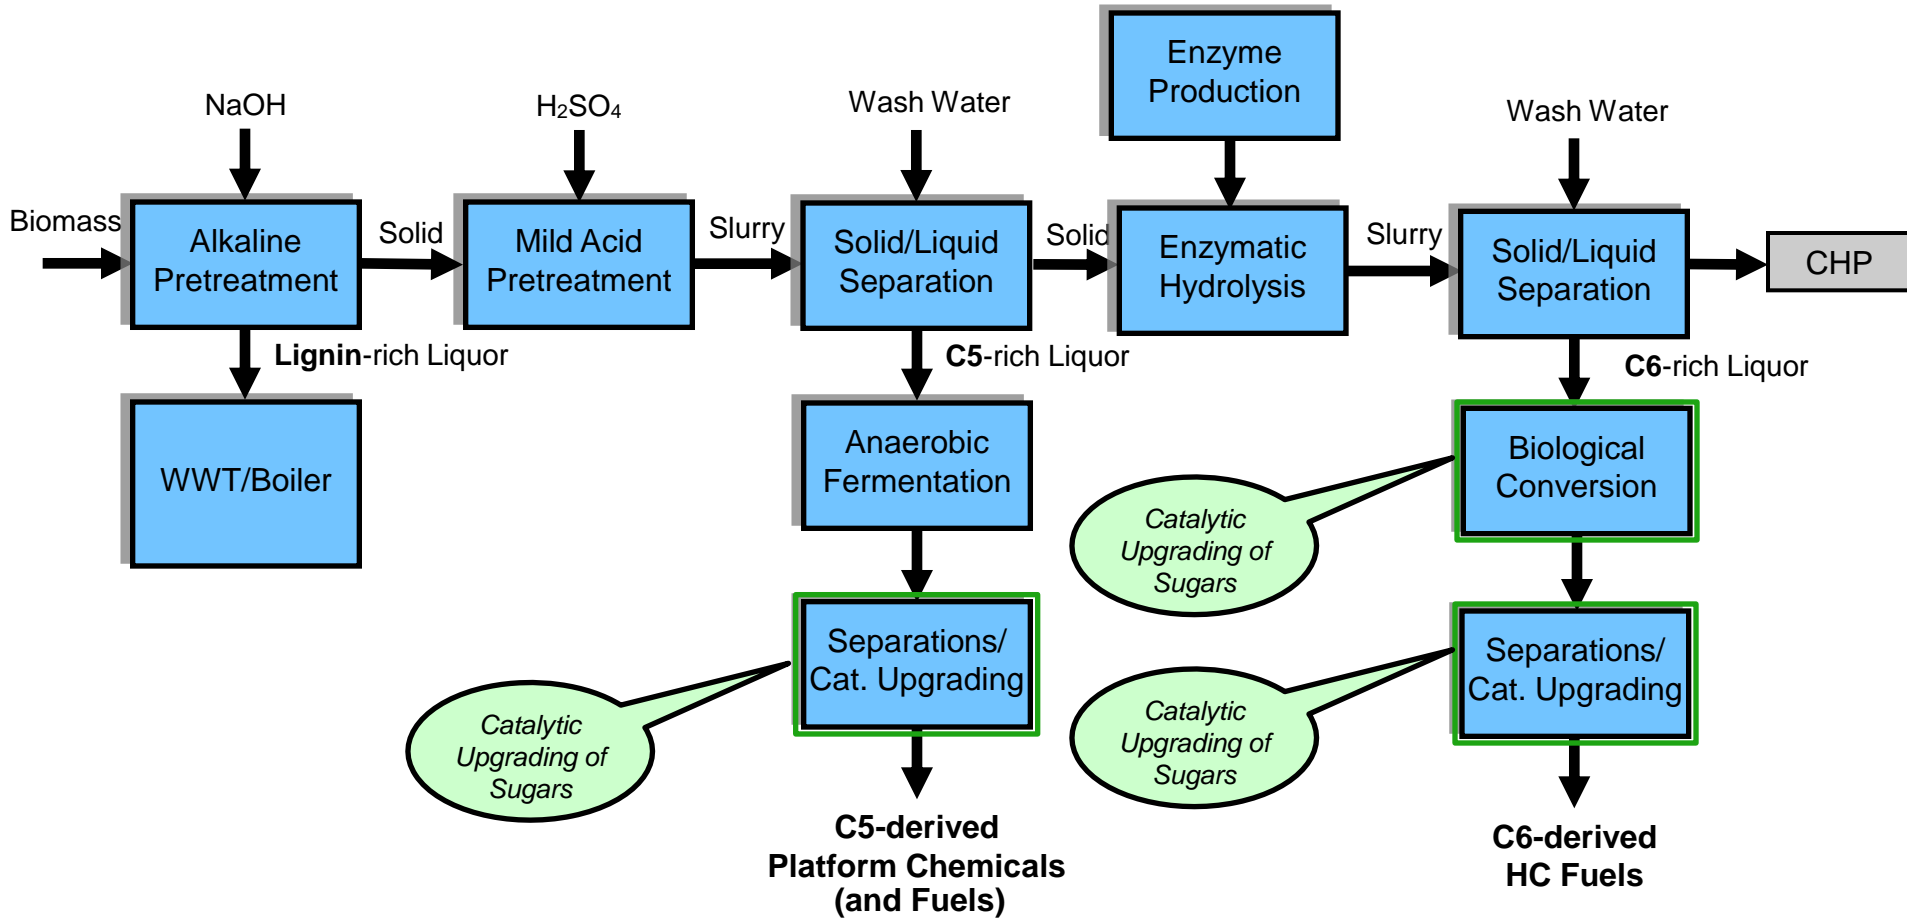 Enzyme
Production
NaOH
H₂SO₄
Wash Water
Wash Water
Biomass
Alkaline
Pretreatment
Solid
Mild Acid
Pretreatment
Slurry
Solid/Liquid
Separation
Solid
Enzymatic
Hydrolysis
Slurry
Solid/Liquid
Separation
CHP
Lignin-rich Liquor
C5-rich Liquor
C6-rich Liquor
WWT/Boiler
Anaerobic
Fermentation
Biological
Conversion
Catalytic
Upgrading of
Sugars
Separations/
Cat. Upgrading
Separations/
Cat. Upgrading
Catalytic
Upgrading of
Sugars
Catalytic
Upgrading of
Sugars
C5-derived
Platform Chemicals
(and Fuels)
C6-derived
HC Fuels